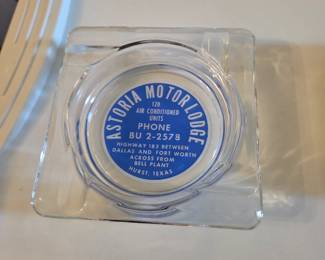 ASTORIA MOTOR LODGE
120
AIR CONDITIONED
UNITS
PHONE
BU 2-2578
HIGHWAY 183 BETWEEN
DALLAS AND FORT WORTH
ACROSS FROM
BELL PLANT
HURST, TEXAS